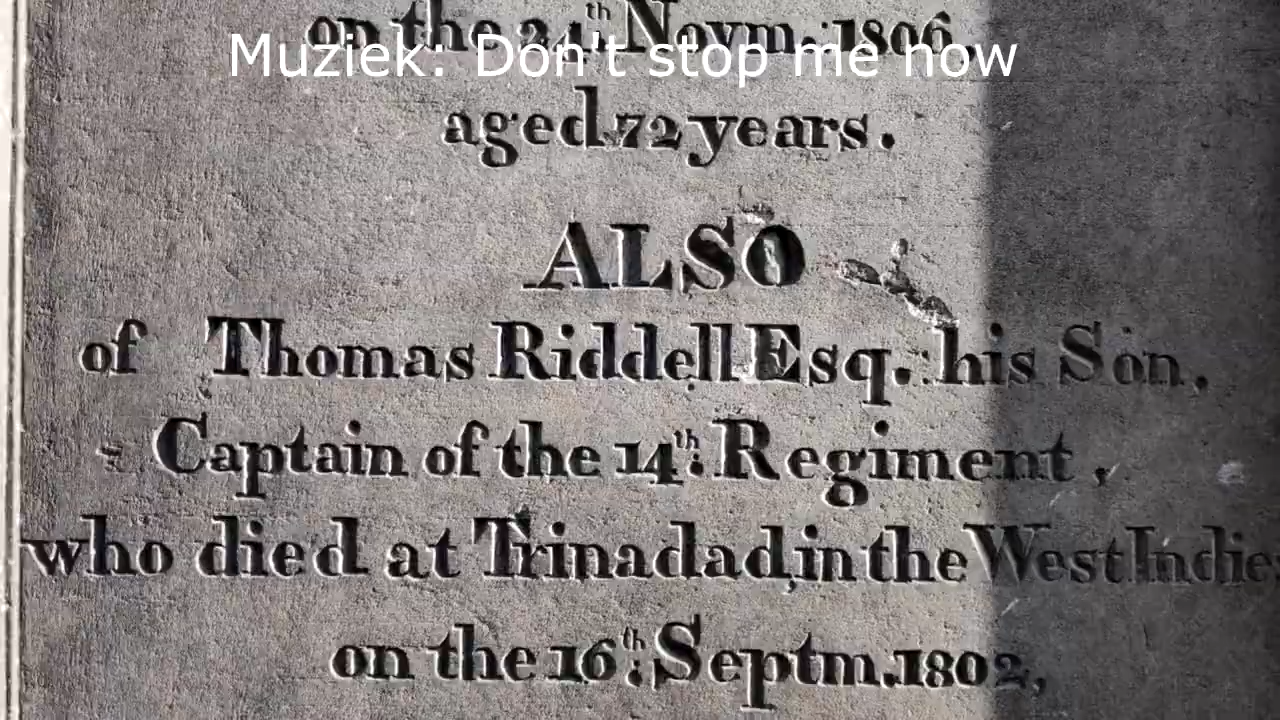 on the 24th Novm. 1806,
Muziek: Don't stop me now
aged 72 years.
ALSO
of Thomas Riddell Esq. his Son,
Captain of the 14th. Regiment,
who died at Trinadad, in the West Indies
on the 16th. Septm. 1802,